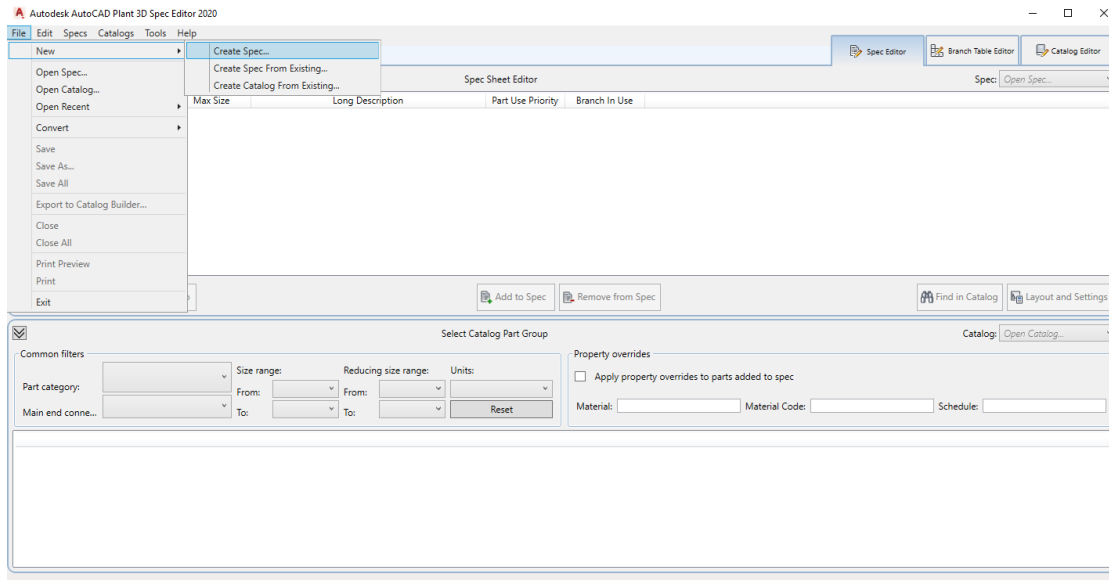 Autodesk AutoCAD Plant 3D Spec Editor 2020
File Edit Specs Catalogs Tools Help
New
Create Spec...
Create Spec From Existing...
Create Catalog From Existing...
Open Spec...
Open Catalog...
Open Recent
Convert
Save
Save As...
Save All
Export to Catalog Builder...
Close
Close All
Print Preview
Print
Exit
Spec Editor
Branch Table Editor
Catalog Editor
Spec Sheet Editor
Spec: Open Spec...
Max Size Long Description Part Use Priority Branch In Use
Add to Spec
Remove from Spec
Find in Catalog
Layout and Settings
Select Catalog Part Group
Catalog: Open Catalog...
Common filters
Part category:
Main end conne...
Size range:
From:
To:
Reducing size range:
From:
To:
Units:
Reset
Property overrides
Apply property overrides to parts added to spec
Material: Material Code: Schedule: